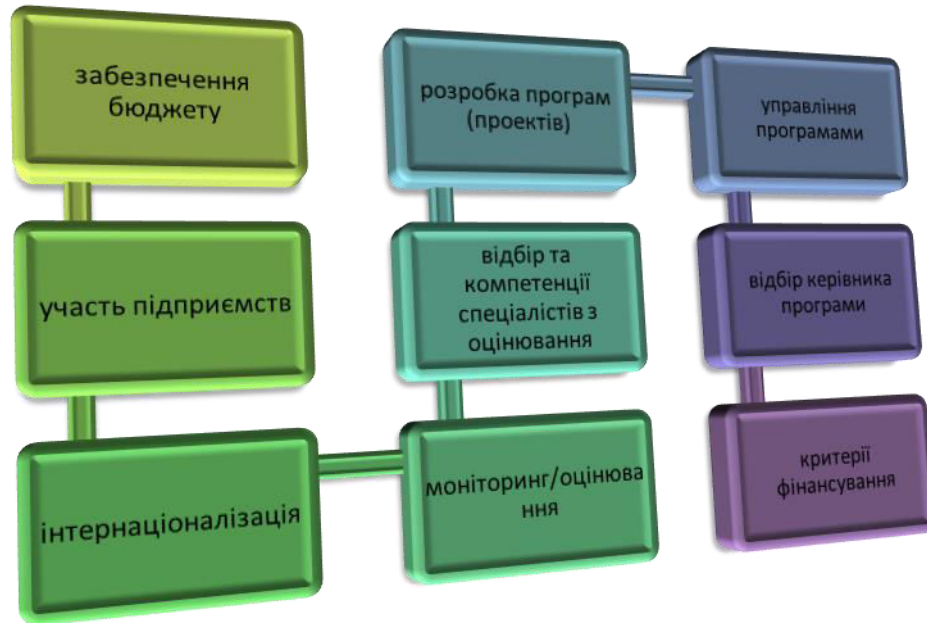 забезпечення
бюджету
участь підприємств
інтернаціоналізація
моніторинг/оцінюва
ння
відбір та
компетенції
спеціалістів з
оцінювання
розробка програм
(проектів)
управління
програмами
відбір керівника
програми
критерії
фінансування